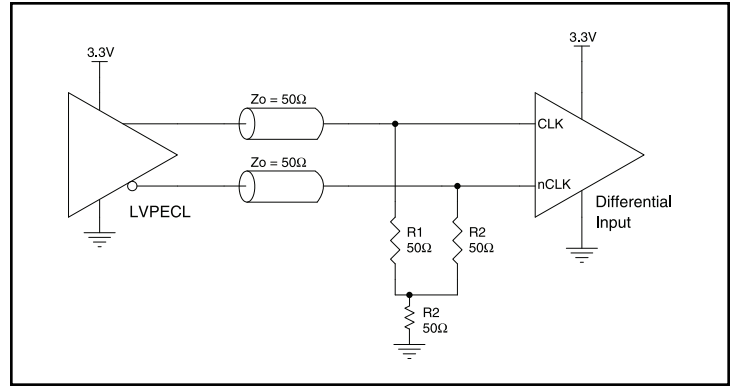 3.3V
3.3V
Zo = 50Ω
CLK
Zo = 50Ω
nCLK
LVPECL
Differential
Input
R1
50Ω
R2
50Ω
R2
50Ω